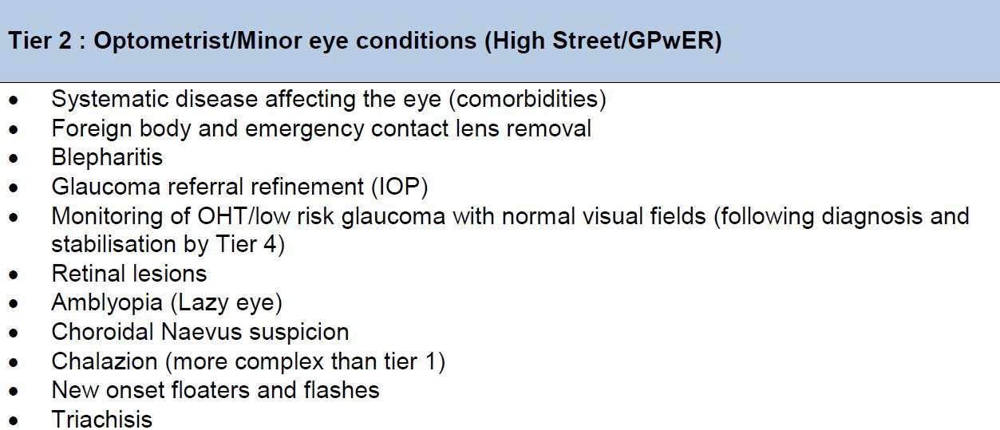 Tier 2 : Optometrist/Minor eye conditions (High Street/GPwER)
• Systematic disease affecting the eye (comorbidities)
• Foreign body and emergency contact lens removal
• Blepharitis
• Glaucoma referral refinement (IOP)
• Monitoring of OHT/low risk glaucoma with normal visual fields (following diagnosis and
stabilisation by Tier 4)
• Retinal lesions
• Amblyopia (Lazy eye)
• Choroidal Naevus suspicion
• Chalazion (more complex than tier 1)
• New onset floaters and flashes
• Triachisis